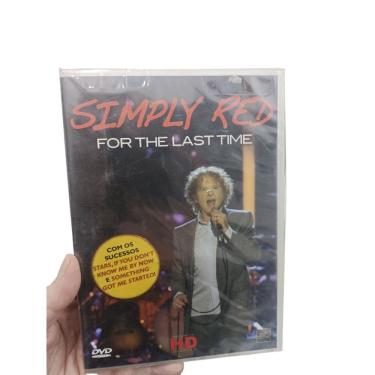 SIMPLY RED
FOR THE LAST TIME
COM OS
SUCESSOS
STARS, IF YOU DON'T
KNOW ME BY NOW
E SOMETHING
GOT ME STARTED!
DVD
HD